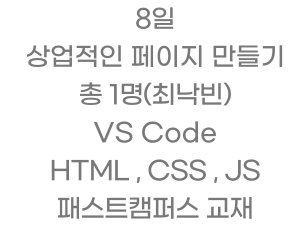 8일
상업적인 페이지 만들기
총 1명(최낙빈)
VS Code
HTML , CSS , JS
패스트캠퍼스 교재